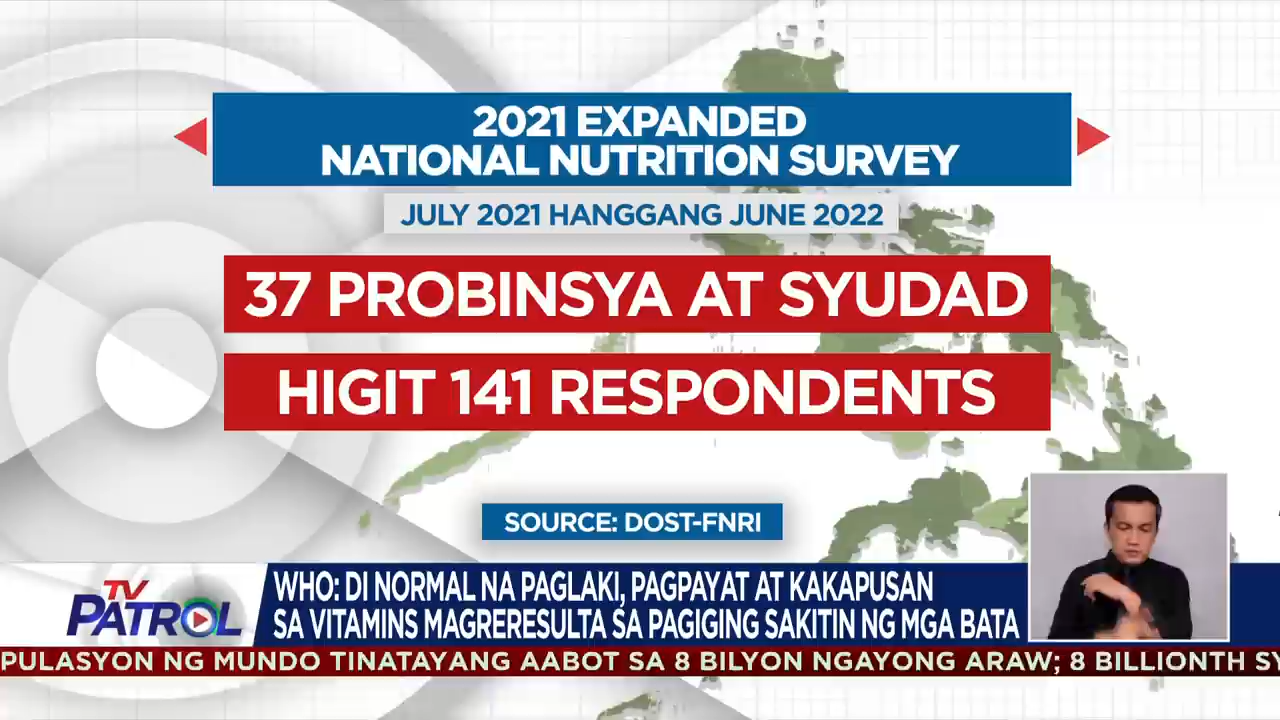 2021 EXPANDED
NATIONAL NUTRITION SURVEY
JULY 2021 HANGGANG JUNE 2022
37 PROBINSYA AT SYUDAD
HIGIT 141 RESPONDENTS
SOURCE: DOST-FNRI
TV
PATROL
WHO: DI NORMAL NA PAGLAKI, PAGPAYAT AT KAKAPUSAN
SA VITAMINS MAGRERESULTA SA PAGIGING SAKITIN NG MGA BATA
PULASYON NG MUNDO TINATAYANG AABOT SA 8 BILYON NGAYONG ARAW; 8 BILLIONTH SY